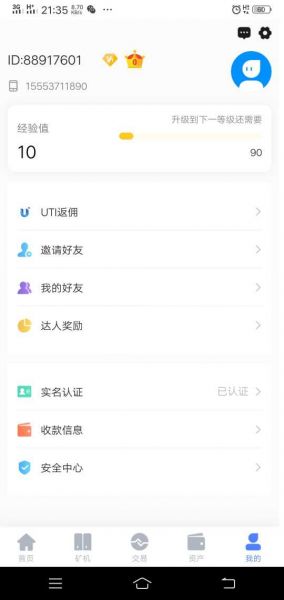 21:35
8.70
KB/s
60
ID:88917601
0
15553711890
经验值
升级到下一等级还需要
10
90
UTI返佣
邀请好友
我的好友
达人奖励
实名认证
已认证
收款信息
安全中心
首页
矿机
交易
资产
我的